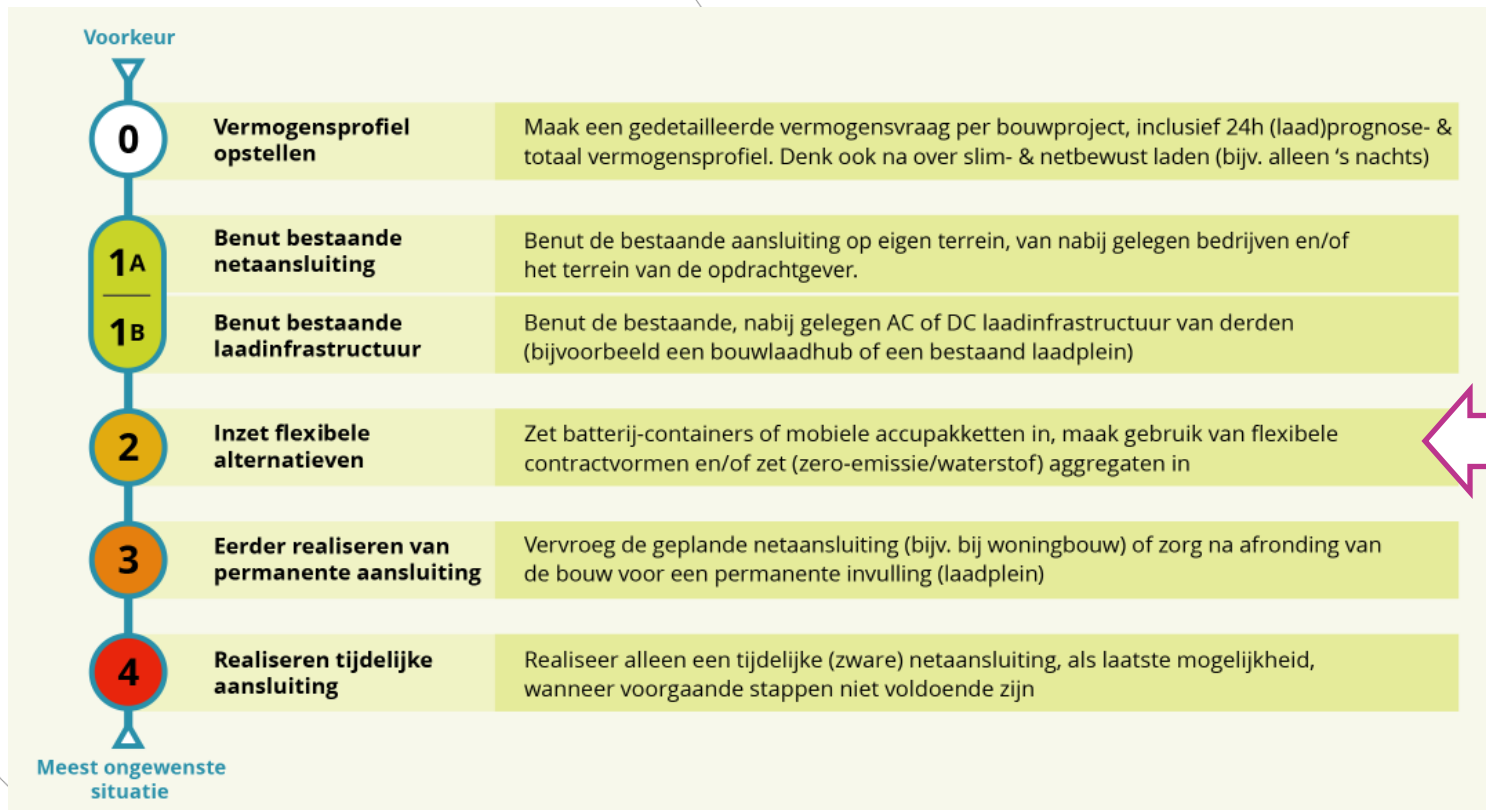 Voorkeur
0
Vermogensprofiel
opstellen
Maak een gedetailleerde vermogensvraag per bouwproject, inclusief 24h (laad)prognose- &
totaal vermogensprofiel. Denk ook na over slim- & netbewust laden (bijv. alleen ‘s nachts)
1A
Benut bestaande
netaansluiting
Benut de bestaande aansluiting op eigen terrein, van nabij gelegen bedrijven en/of
het terrein van de opdrachtgever.
1B
Benut bestaande
laadinfrastructuur
Benut de bestaande, nabij gelegen AC of DC laadinfrastructuur van derden
(bijvoorbeeld een bouwlaadhub of een bestaand laadplein)
2
Inzet flexibele
alternatieven
Zet batterij-containers of mobiele accupakketten in, maak gebruik van flexibele
contractvormen en/of zet (zero-emissie/waterstof) aggregaten in
3
Eerder realiseren van
permanente aansluiting
Vervroeg de geplande netaansluiting (bijv. bij woningbouw) of zorg na afronding van
de bouw voor een permanente invulling (laadplein)
4
Realiseren tijdelijke
aansluiting
Realiseer alleen een tijdelijke (zware) netaansluiting, als laatste mogelijkheid,
wanneer voorgaande stappen niet voldoende zijn
Meest ongewenste
situatie